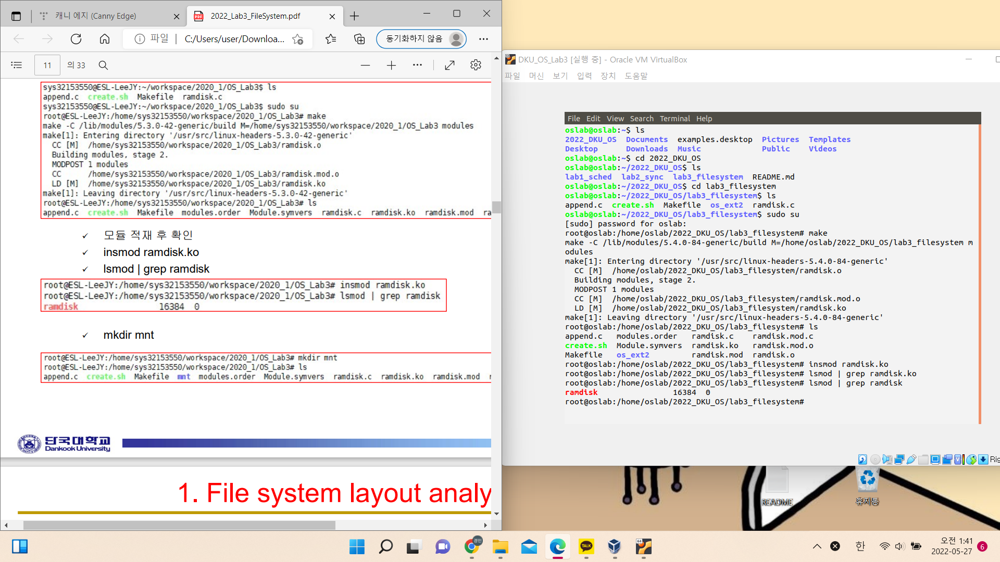 캐니 에지 (Canny Edge)
2022_Lab3_FileSystem.pdf
파일
C:/Users/user/Downloa...
동기화하지 않음
11
의 33
sys32153550@ESL-LeeJY:~/workspace/2020_1/OS_Lab3$ ls
append.c create.sh Makefile ramdisk.c
sys32153550@ESL-LeeJY:~/workspace/2020_1/OS_Lab3$ sudo su
root@ESL-LeeJY:/home/sys32153550/workspace/2020_1/OS_Lab3# make
make -C /lib/modules/5.3.0-42-generic/build M=/home/sys32153550/workspace/2020_1/OS_Lab3 modules
make[1]: Entering directory '/usr/src/linux-headers-5.3.0-42-generic'
CC [M] /home/sys32153550/workspace/2020_1/OS_Lab3/ramdisk.o
Building modules, stage 2.
MODPOST 1 modules
CC /home/sys32153550/workspace/2020_1/OS_Lab3/ramdisk.mod.o
LD [M] /home/sys32153550/workspace/2020_1/OS_Lab3/ramdisk.ko
make[1]: Leaving directory '/usr/src/linux-headers-5.3.0-42-generic'
root@ESL-LeeJY:/home/sys32153550/workspace/2020_1/OS_Lab3# ls
append.c create.sh Makefile modules.order Module.symvers ramdisk.c ramdisk.ko ramdisk.mod ra
✓ 모듈 적재 후 확인
✓ insmod ramdisk.ko
✓ lsmod | grep ramdisk
root@ESL-LeeJY:/home/sys32153550/workspace/2020_1/OS_Lab3# insmod ramdisk.ko
root@ESL-LeeJY:/home/sys32153550/workspace/2020_1/OS_Lab3# lsmod | grep ramdisk
ramdisk 16384 0
✓ mkdir mnt
root@ESL-LeeJY:/home/sys32153550/workspace/2020_1/OS_Lab3# mkdir mnt
root@ESL-LeeJY:/home/sys32153550/workspace/2020_1/OS_Lab3# ls
append.c create.sh Makefile mnt modules.order Module.symvers ramdisk.c ramdisk.ko ramdisk.mod
단국대학교
Dankook University
1. File system layout analy
DKU_OS_Lab3 [실행 중] - Oracle VM VirtualBox
파일 머신 보기 입력 장치 도움말
File Edit View Search Terminal Help
oslab@oslab:~$ ls
2022_DKU_OS Documents examples.desktop Pictures Templates
Desktop Downloads Music Public Videos
oslab@oslab:~$ cd 2022_DKU_OS
oslab@oslab:~/2022_DKU_OS$ ls
lab1_sched lab2_sync lab3_filesystem README.md
oslab@oslab:~/2022_DKU_OS$ cd lab3_filesystem
oslab@oslab:~/2022_DKU_OS/lab3_filesystem$ ls
append.c create.sh Makefile os_ext2 ramdisk.c
oslab@oslab:~/2022_DKU_OS/lab3_filesystem$ sudo su
[sudo] password for oslab:
root@oslab:/home/oslab/2022_DKU_OS/lab3_filesystem# make
make -C /lib/modules/5.4.0-84-generic/build M=/home/oslab/2022_DKU_OS/lab3_filesystem m
odules
make[1]: Entering directory '/usr/src/linux-headers-5.4.0-84-generic'
CC [M] /home/oslab/2022_DKU_OS/lab3_filesystem/ramdisk.o
Building modules, stage 2.
MODPOST 1 modules
CC [M] /home/oslab/2022_DKU_OS/lab3_filesystem/ramdisk.mod.o
LD [M] /home/oslab/2022_DKU_OS/lab3_filesystem/ramdisk.ko
make[1]: Leaving directory '/usr/src/linux-headers-5.4.0-84-generic'
root@oslab:/home/oslab/2022_DKU_OS/lab3_filesystem# ls
append.c modules.order ramdisk.c ramdisk.mod.c
create.sh Module.symvers ramdisk.ko ramdisk.mod.o
Makefile os_ext2 ramdisk.mod ramdisk.o
root@oslab:/home/oslab/2022_DKU_OS/lab3_filesystem# insmod ramdisk.ko
root@oslab:/home/oslab/2022_DKU_OS/lab3_filesystem# lsmod | grep ramdisk.ko
root@oslab:/home/oslab/2022_DKU_OS/lab3_filesystem# lsmod | grep ramdisk
ramdisk 16384 0
root@oslab:/home/oslab/2022_DKU_OS/lab3_filesystem#
Rig
README
휴지통
경민
TALK
64
한
오전 1:41
2022-05-27
6